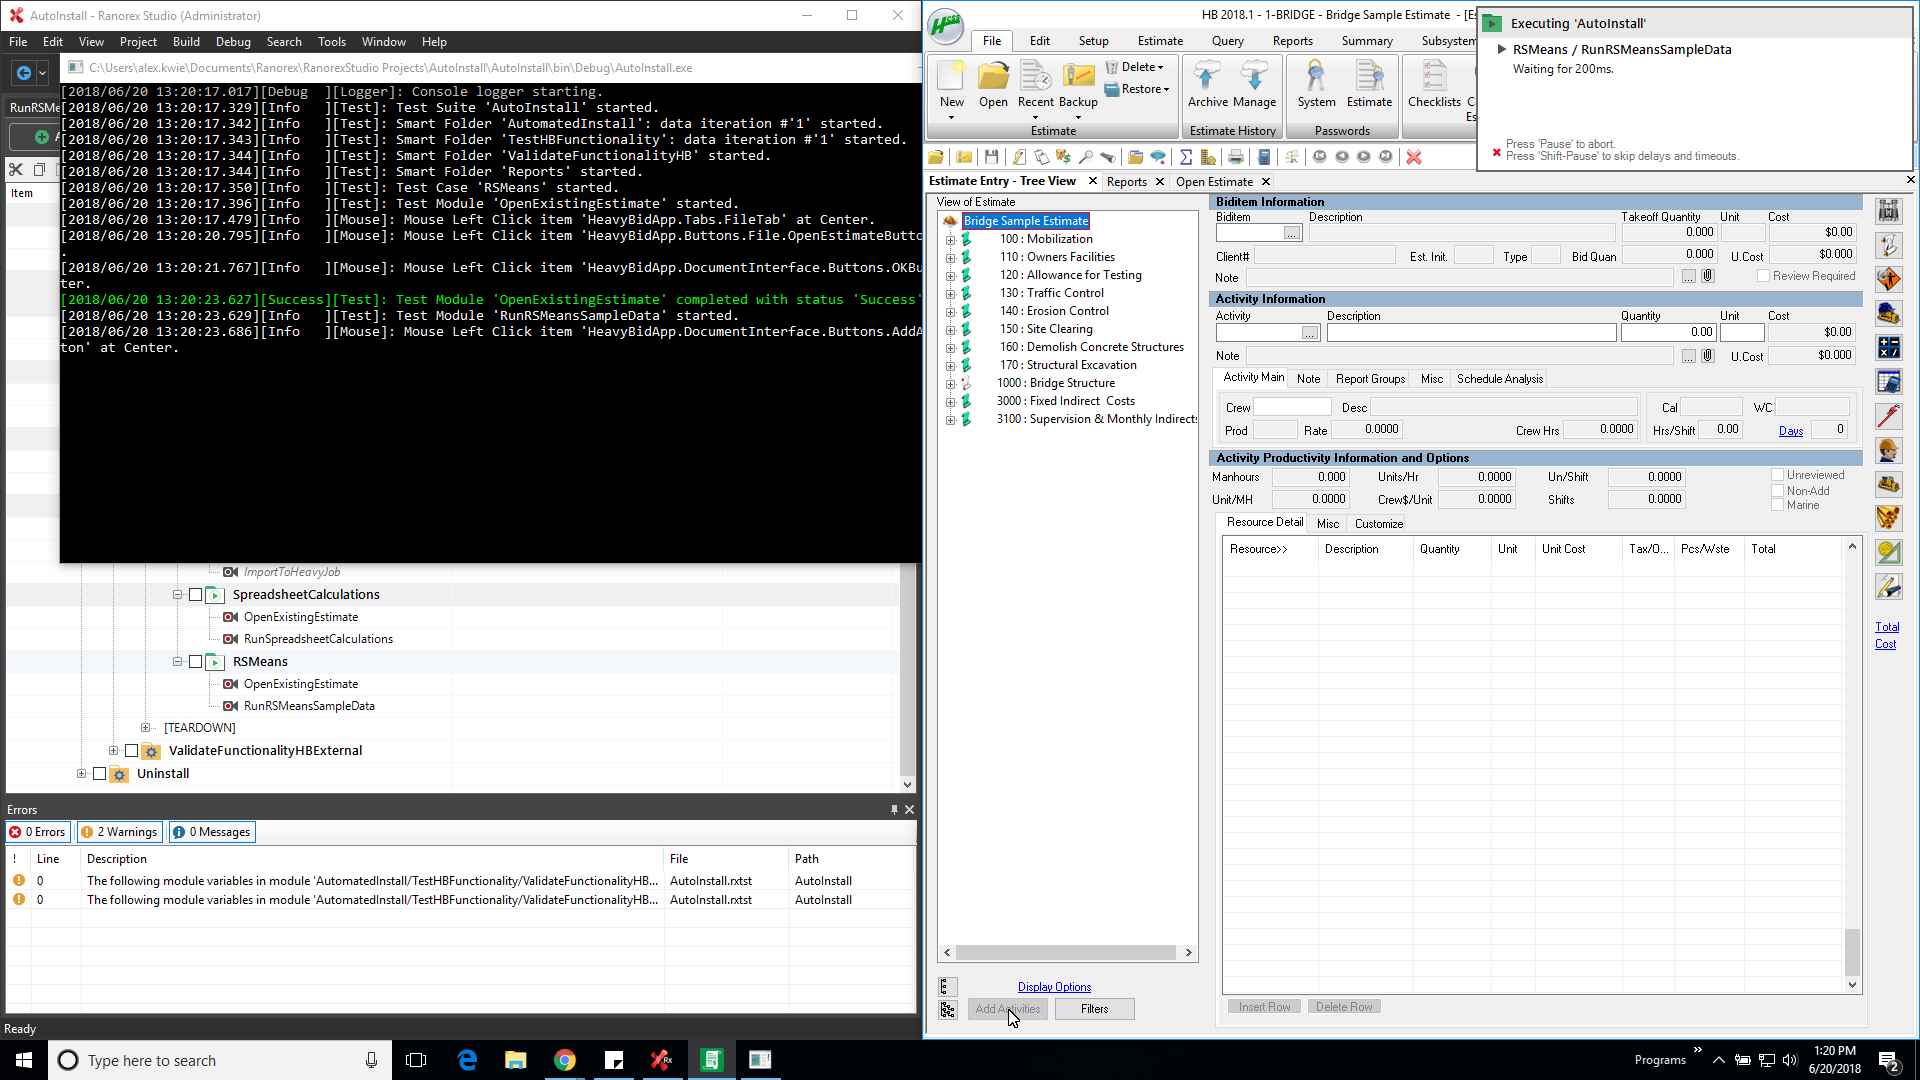 AutoInstall - Ranorex Studio (Administrator)
File Edit View Project Build Debug Search Tools Window Help
C:\Users\alex.kwie\Documents\Ranorex\RanorexStudio Projects\AutoInstall\AutoInstall\bin\Debug\AutoInstall.exe
RunRSMe
Item
[2018/06/20 13:20:17.017][Debug ][Logger]: Console logger starting.
[2018/06/20 13:20:17.329][Info ][Test]: Test Suite 'AutoInstall' started.
[2018/06/20 13:20:17.342][Info ][Test]: Smart Folder 'AutomatedInstall': data iteration #'1' started.
[2018/06/20 13:20:17.343][Info ][Test]: Smart Folder 'TestHBFunctionality': data iteration #'1' started.
[2018/06/20 13:20:17.344][Info ][Test]: Smart Folder 'ValidateFunctionalityHB' started.
[2018/06/20 13:20:17.344][Info ][Test]: Smart Folder 'Reports' started.
[2018/06/20 13:20:17.350][Info ][Test]: Test Case 'RSMeans' started.
[2018/06/20 13:20:17.396][Info ][Test]: Test Module 'OpenExistingEstimate' started.
[2018/06/20 13:20:17.479][Info ][Mouse]: Mouse Left Click item 'HeavyBidApp.Tabs.FileTab' at Center.
[2018/06/20 13:20:20.795][Info ][Mouse]: Mouse Left Click item 'HeavyBidApp.Buttons.File.OpenEstimateButto
.
[2018/06/20 13:20:21.767][Info ][Mouse]: Mouse Left Click item 'HeavyBidApp.DocumentInterface.Buttons.OKBu
ter.
[2018/06/20 13:20:23.627][Success][Test]: Test Module 'OpenExistingEstimate' completed with status 'Success'
[2018/06/20 13:20:23.629][Info ][Test]: Test Module 'RunRSMeansSampleData' started.
[2018/06/20 13:20:23.686][Info ][Mouse]: Mouse Left Click item 'HeavyBidApp.DocumentInterface.Buttons.AddA
ton' at Center.
ImportToHeavyJob
SpreadsheetCalculations
OpenExistingEstimate
RunSpreadsheetCalculations
RSMeans
OpenExistingEstimate
RunRSMeansSampleData
[TEARDOWN]
ValidateFunctionalityHBExternal
Uninstall
Errors
0 Errors 2 Warnings 0 Messages
! Line Description File Path
0 The following module variables in module 'AutomatedInstall/TestHBFunctionality/ValidateFunctionalityHB... AutoInstall.rxtst AutoInstall
0 The following module variables in module 'AutomatedInstall/TestHBFunctionality/ValidateFunctionalityHB... AutoInstall.rxtst AutoInstall
Ready
HB 2018.1 - 1-BRIDGE - Bridge Sample Estimate - [Es
File Edit Setup Estimate Query Reports Summary Subsystem
New Open Recent Backup Delete Restore
Estimate
Archive Manage
Estimate History
System Estimate
Passwords
Checklists
Executing 'AutoInstall'
RSMeans / RunRSMeansSampleData
Waiting for 200ms.
Press 'Pause' to abort.
Press 'Shift-Pause' to skip delays and timeouts.
Estimate Entry - Tree View Reports Open Estimate
View of Estimate
Bridge Sample Estimate
100 : Mobilization
110 : Owners Facilities
120 : Allowance for Testing
130 : Traffic Control
140 : Erosion Control
150 : Site Clearing
160 : Demolish Concrete Structures
170 : Structural Excavation
1000 : Bridge Structure
3000 : Fixed Indirect Costs
3100 : Supervision & Monthly Indirects
Display Options
Add Activities Filters
Biditem Information
Biditem Description Takeoff Quantity Unit Cost
... 0.000 $0.00
Client# Est. Init. Type Bid Quan 0.000 U.Cost $0.000
Note ... Review Required
Activity Information
Activity Description Quantity Unit Cost
... 0.00 $0.00
Note ... U.Cost $0.000
Activity Main Note Report Groups Misc Schedule Analysis
Crew Desc Cal WC
Prod Rate 0.0000 Crew Hrs 0.0000 Hrs/Shift 0.00 Days 0
Activity Productivity Information and Options
Manhours 0.000 Units/Hr 0.0000 Un/Shift 0.0000 Unreviewed
Unit/MH 0.0000 Crew$/Unit 0.0000 Shifts 0.0000 Non-Add
Marine
Resource Detail Misc Customize
Resource>> Description Quantity Unit Unit Cost Tax/O... Pcs/Wste Total
Insert Row Delete Row
Total
Cost
Type here to search
Programs 1:20 PM
6/20/2018
2